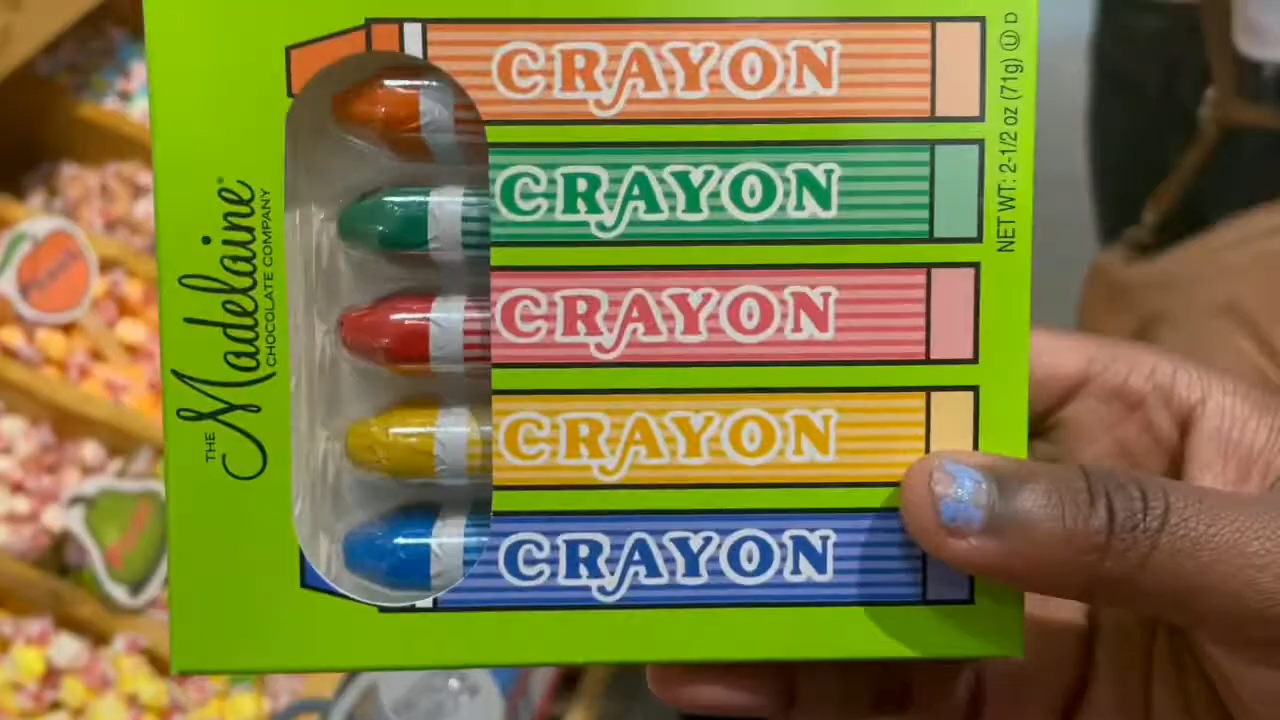 CRAYON
CRAYON
CRAYON
CRAYON
CRAYON
THE Madelaine®
CHOCOLATE COMPANY
NET WT: 2-1/2 oz (71g) Ⓤ D